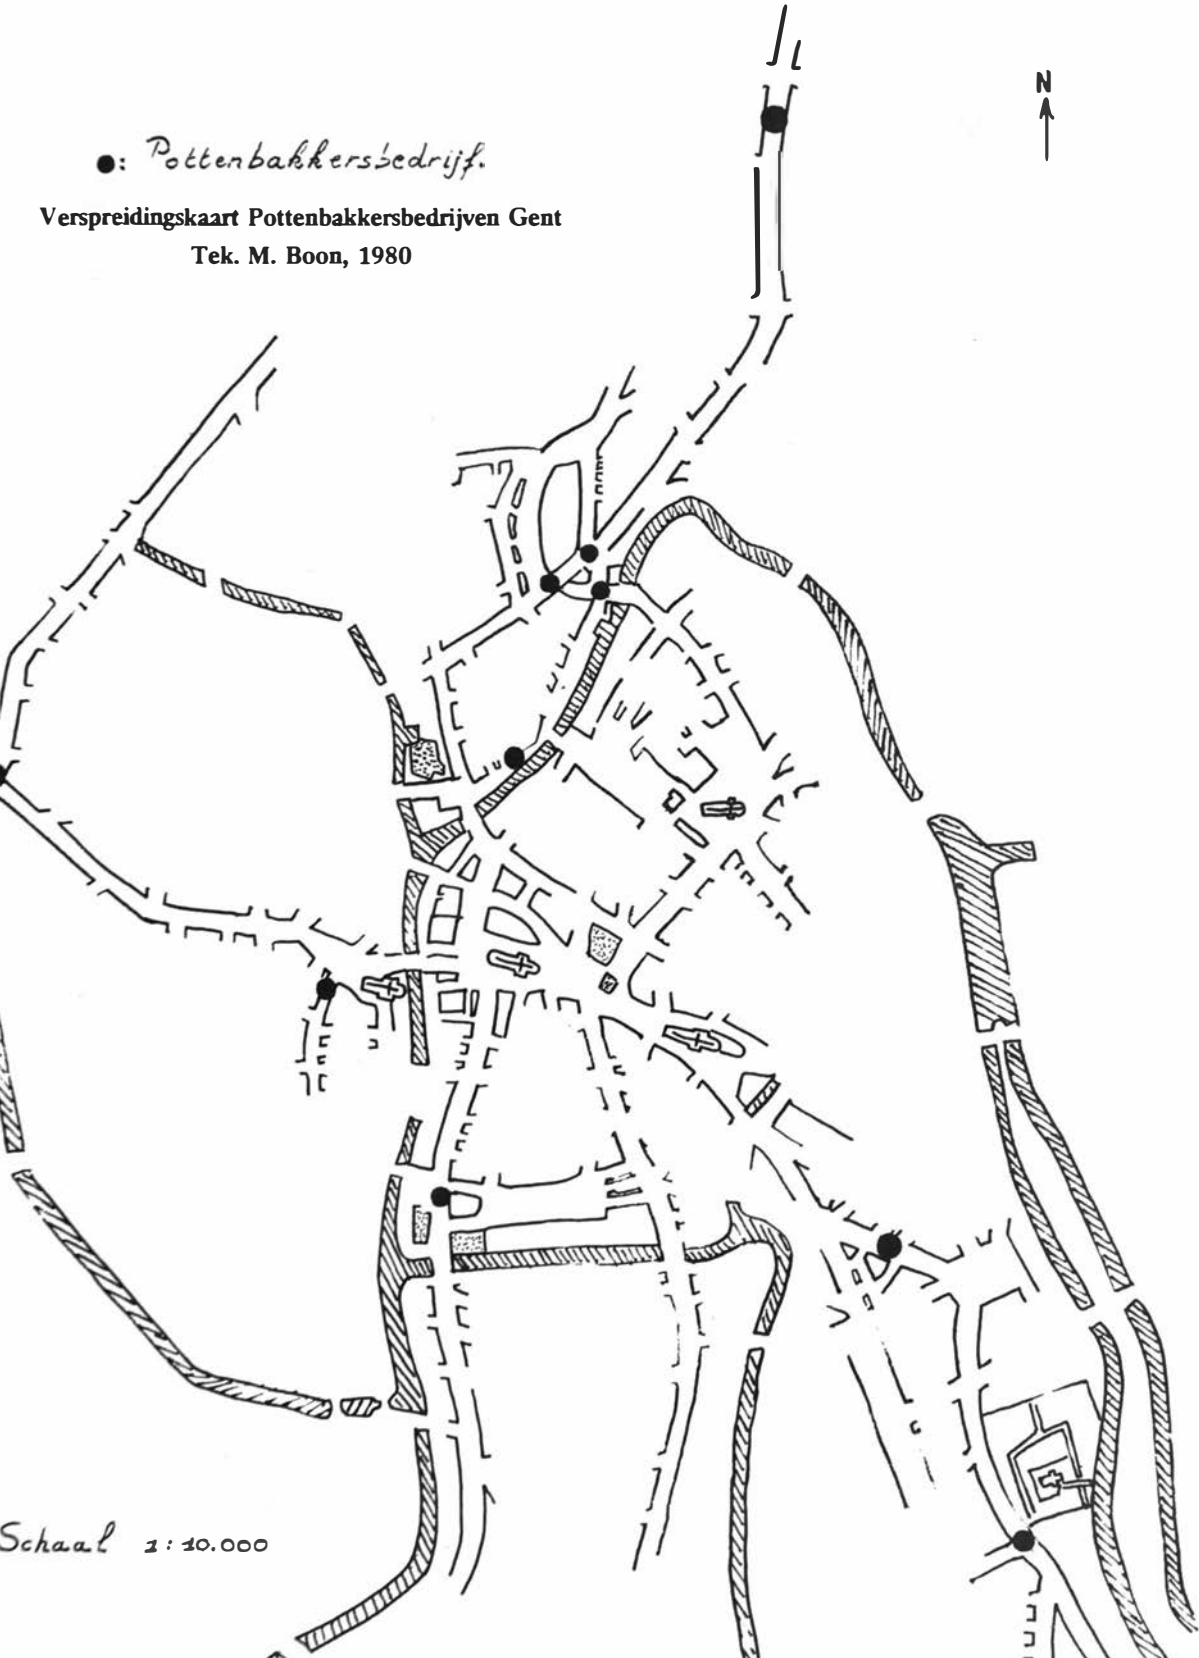 N
●: Pottenbakkersbedrijf.
Verspreidingskaart Pottenbakkersbedrijven Gent
Tek. M. Boon, 1980
Schaal 1:10.000